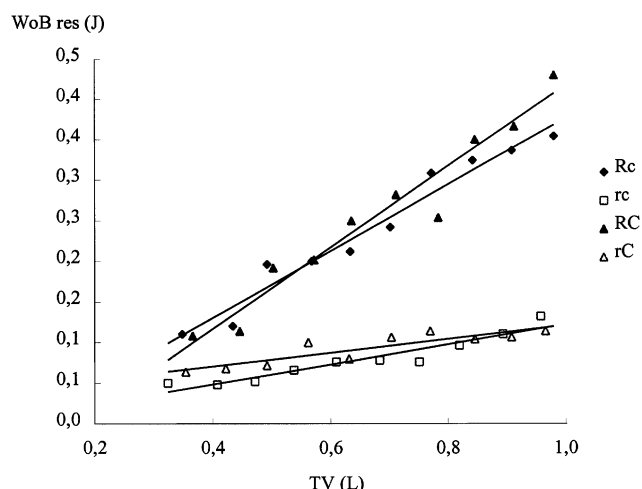 WoB res (J)
0,5
0,4
0,4
0,3
0,3
0,2
0,2
0,1
0,1
0,0
0,2 0,4 0,6 0,8 1,0
TV (L)
Rc
rc
RC
rC